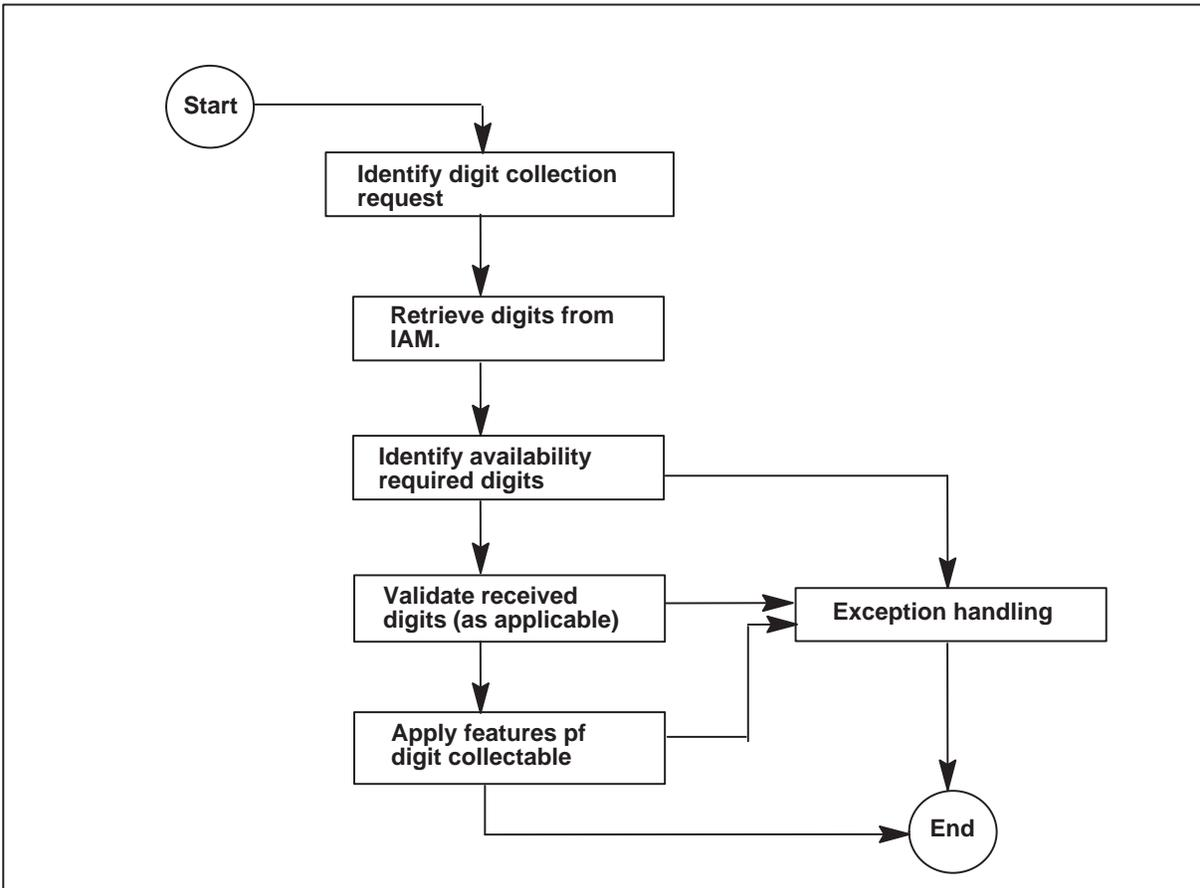 Start
Identify digit collection
request
Retrieve digits from
IAM.
Identify availability
required digits
Validate received
digits (as applicable)
Exception handling
Apply features pf
digit collectable
End